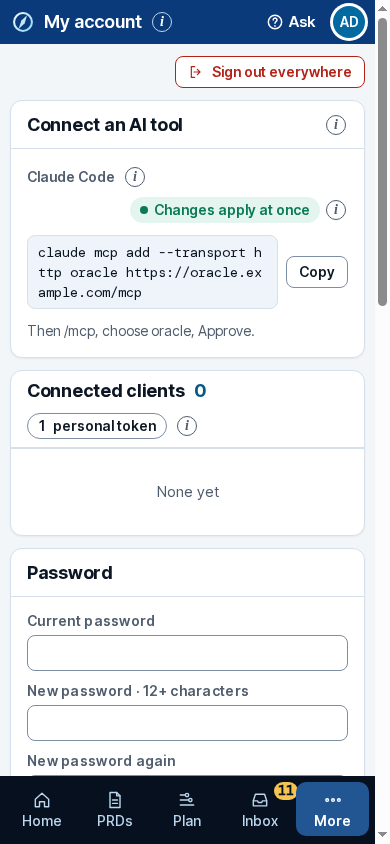 My account i Ask AD
Sign out everywhere
Connect an AI tool i
Claude Code i
Changes apply at once i
claude mcp add --transport h
ttp oracle https://oracle.ex
ample.com/mcp
Copy
Then /mcp, choose oracle, Approve.
Connected clients 0
1 personal token i
None yet
Password
Current password
New password · 12+ characters
New password again
11
Home PRDs Plan Inbox More